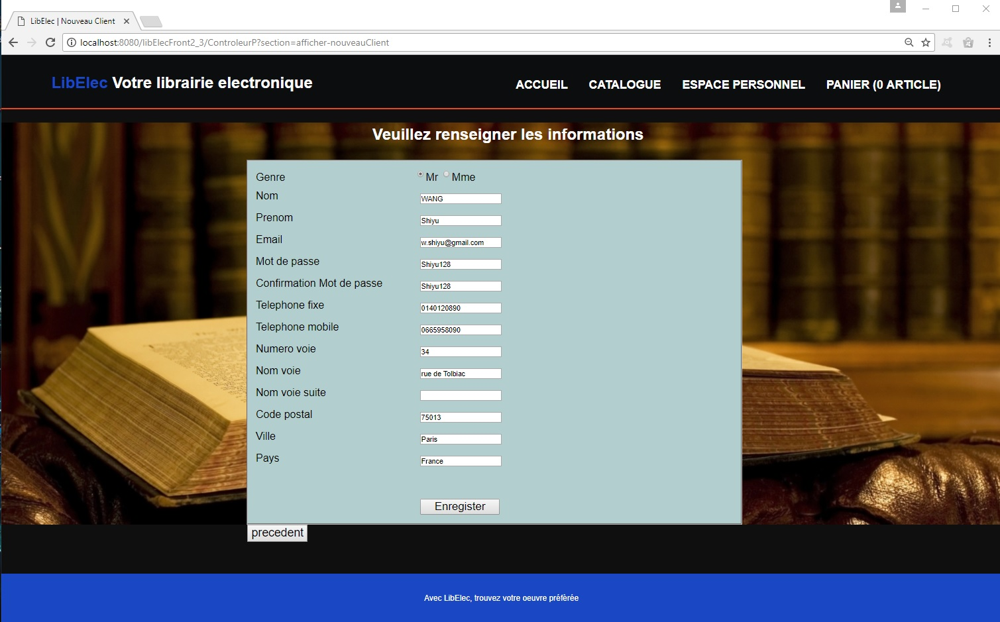 LibElec | Nouveau Client
localhost:8080/libElecFront2_3/ControleurP?section=afficher-nouveauClient
LibElec Votre librairie electronique
ACCUEIL CATALOGUE ESPACE PERSONNEL PANIER (0 ARTICLE)
Veuillez renseigner les informations
Genre Mr Mme
Nom WANG
Prenom Shiyu
Email w.shiyu@gmail.com
Mot de passe Shiyu128
Confirmation Mot de passe Shiyu128
Telephone fixe 0140120890
Telephone mobile 0665958090
Numero voie 34
Nom voie rue de Tolbiac
Nom voie suite
Code postal 75013
Ville Paris
Pays France
Enregister
precedent
Avec LibElec, trouvez votre oeuvre préfèrée